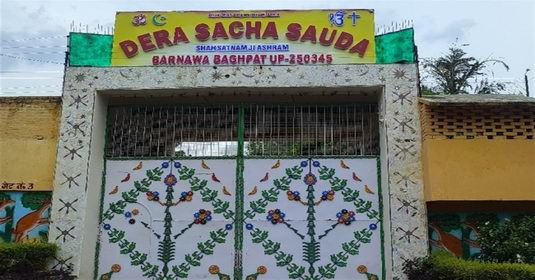 DERA SACHA SAUDA
SHAH SATNAM JI ASHRAM
BARNAWA BAGHPAT UP-250345